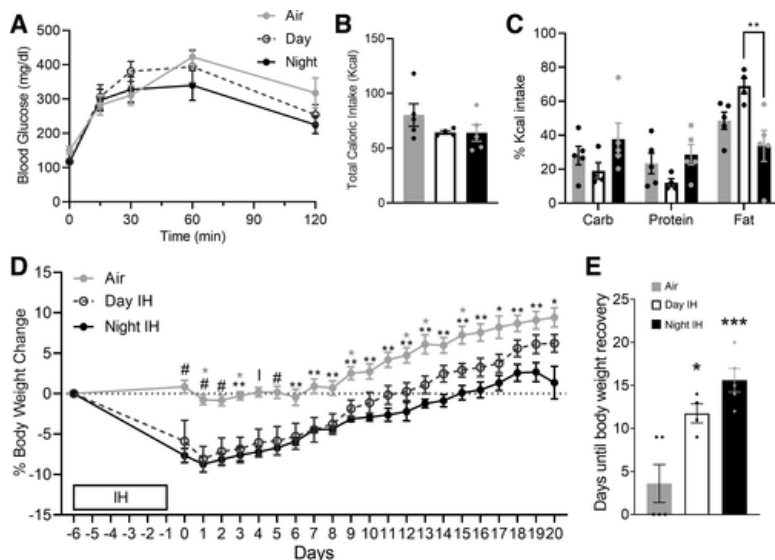 A
Air
Day
Night
Blood Glucose (mg/dl)
500
400
300
200
100
0
0 30 60 90 120
Time (min)
B
Total Caloric Intake (Kcal)
150
100
50
0
C
**
% Kcal intake
100
80
60
40
20
0
Carb Protein Fat
D
Air
Day IH
Night IH
% Body Weight Change
15
10
5
0
-5
-10
-15
# # # ** | # ** ** ** ** ** ** ** ** ** ** ** * ** ** *
* * * * * *
IH
-6 -5 -4 -3 -2 -1 0 1 2 3 4 5 6 7 8 9 10 11 12 13 14 15 16 17 18 19 20
Days
E
Air
Day IH
Night IH
Days until body weight recovery
25
20
15
10
5
0
*
***